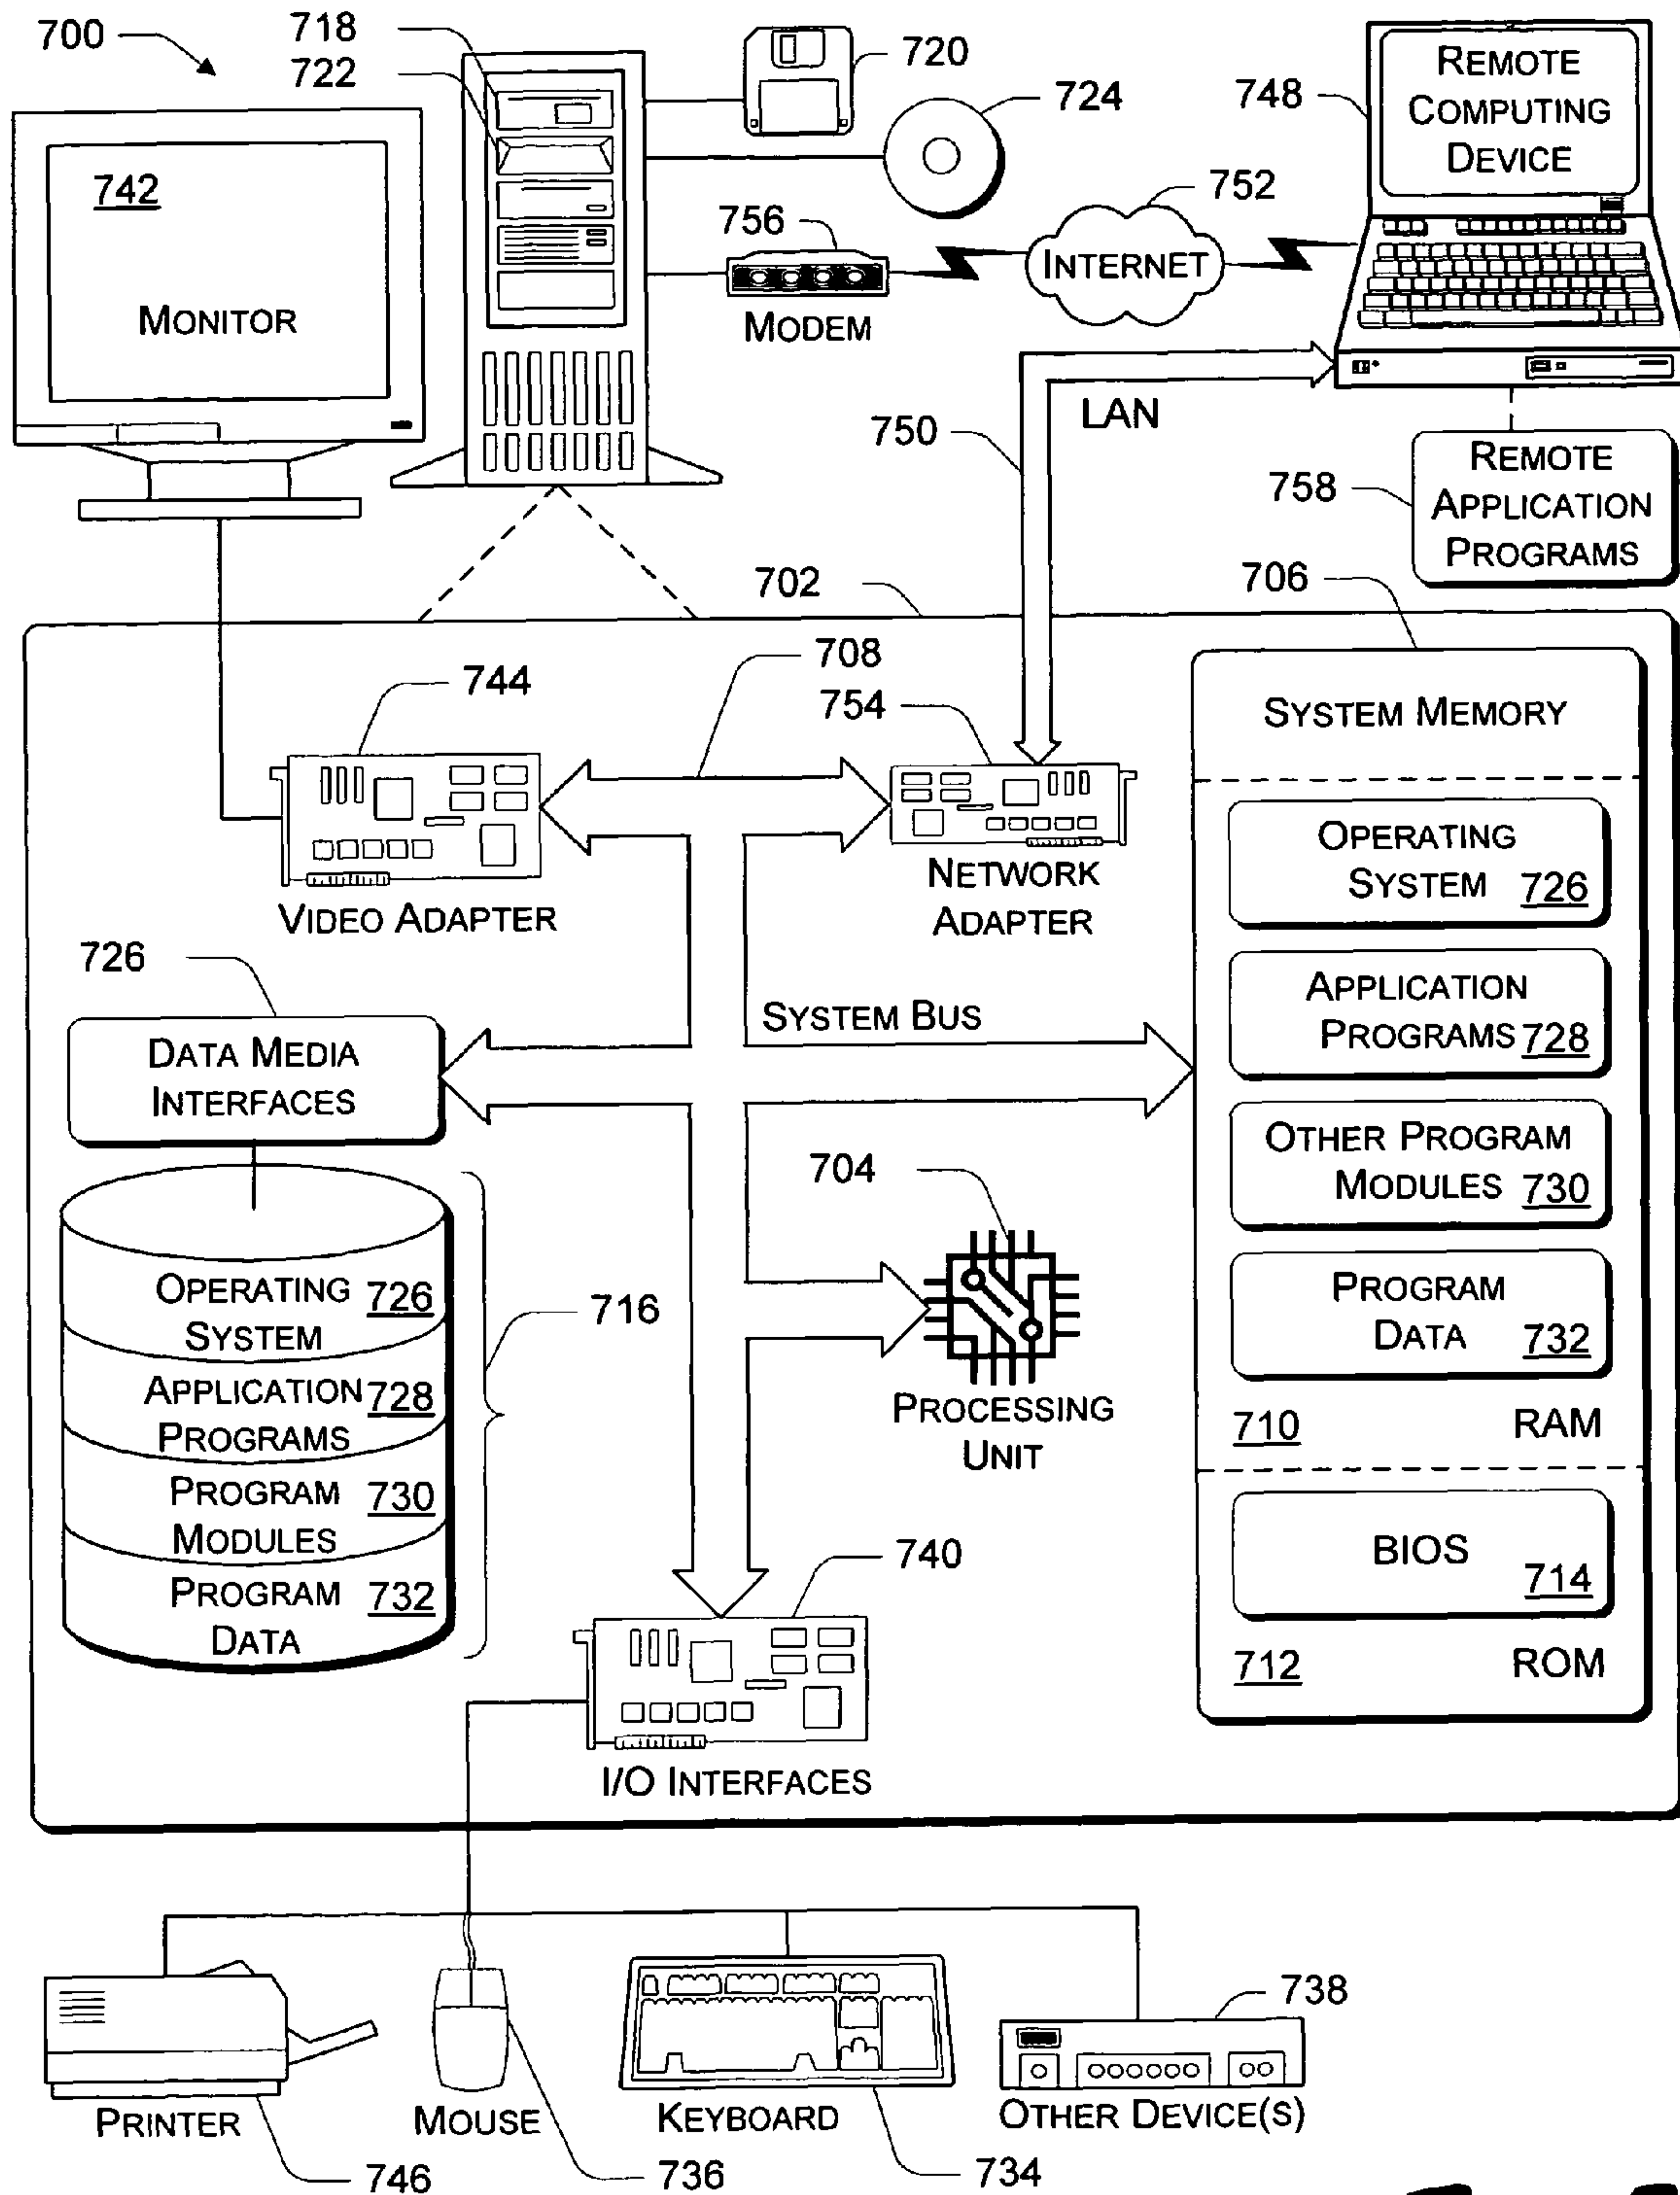 700
718
722
720
724
748
REMOTE
COMPUTING
DEVICE
742
MONITOR
756
MODEM
752
INTERNET
750
LAN
758
REMOTE
APPLICATION
PROGRAMS
702
706
708
744
754
VIDEO ADAPTER
NETWORK
ADAPTER
SYSTEM MEMORY
OPERATING
SYSTEM 726
APPLICATION
PROGRAMS 728
OTHER PROGRAM
MODULES 730
PROGRAM
DATA 732
710 RAM
BIOS
714
712 ROM
726
DATA MEDIA
INTERFACES
SYSTEM BUS
704
PROCESSING
UNIT
OPERATING 726
SYSTEM
APPLICATION 728
PROGRAMS
PROGRAM 730
MODULES
PROGRAM 732
DATA
716
740
I/O INTERFACES
PRINTER
746
MOUSE
736
KEYBOARD
734
738
OTHER DEVICE(S)